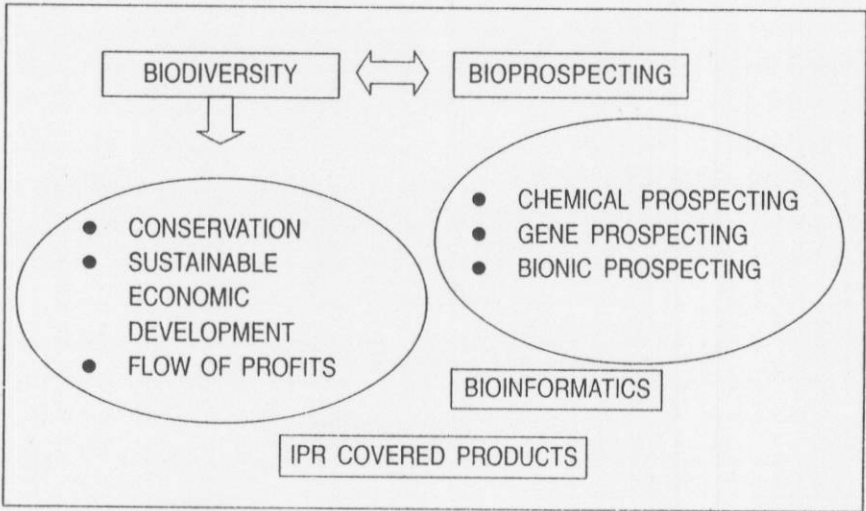 BIODIVERSITY
BIOPROSPECTING
● CONSERVATION
● SUSTAINABLE
ECONOMIC
DEVELOPMENT
● FLOW OF PROFITS
● CHEMICAL PROSPECTING
● GENE PROSPECTING
● BIONIC PROSPECTING
BIOINFORMATICS
IPR COVERED PRODUCTS